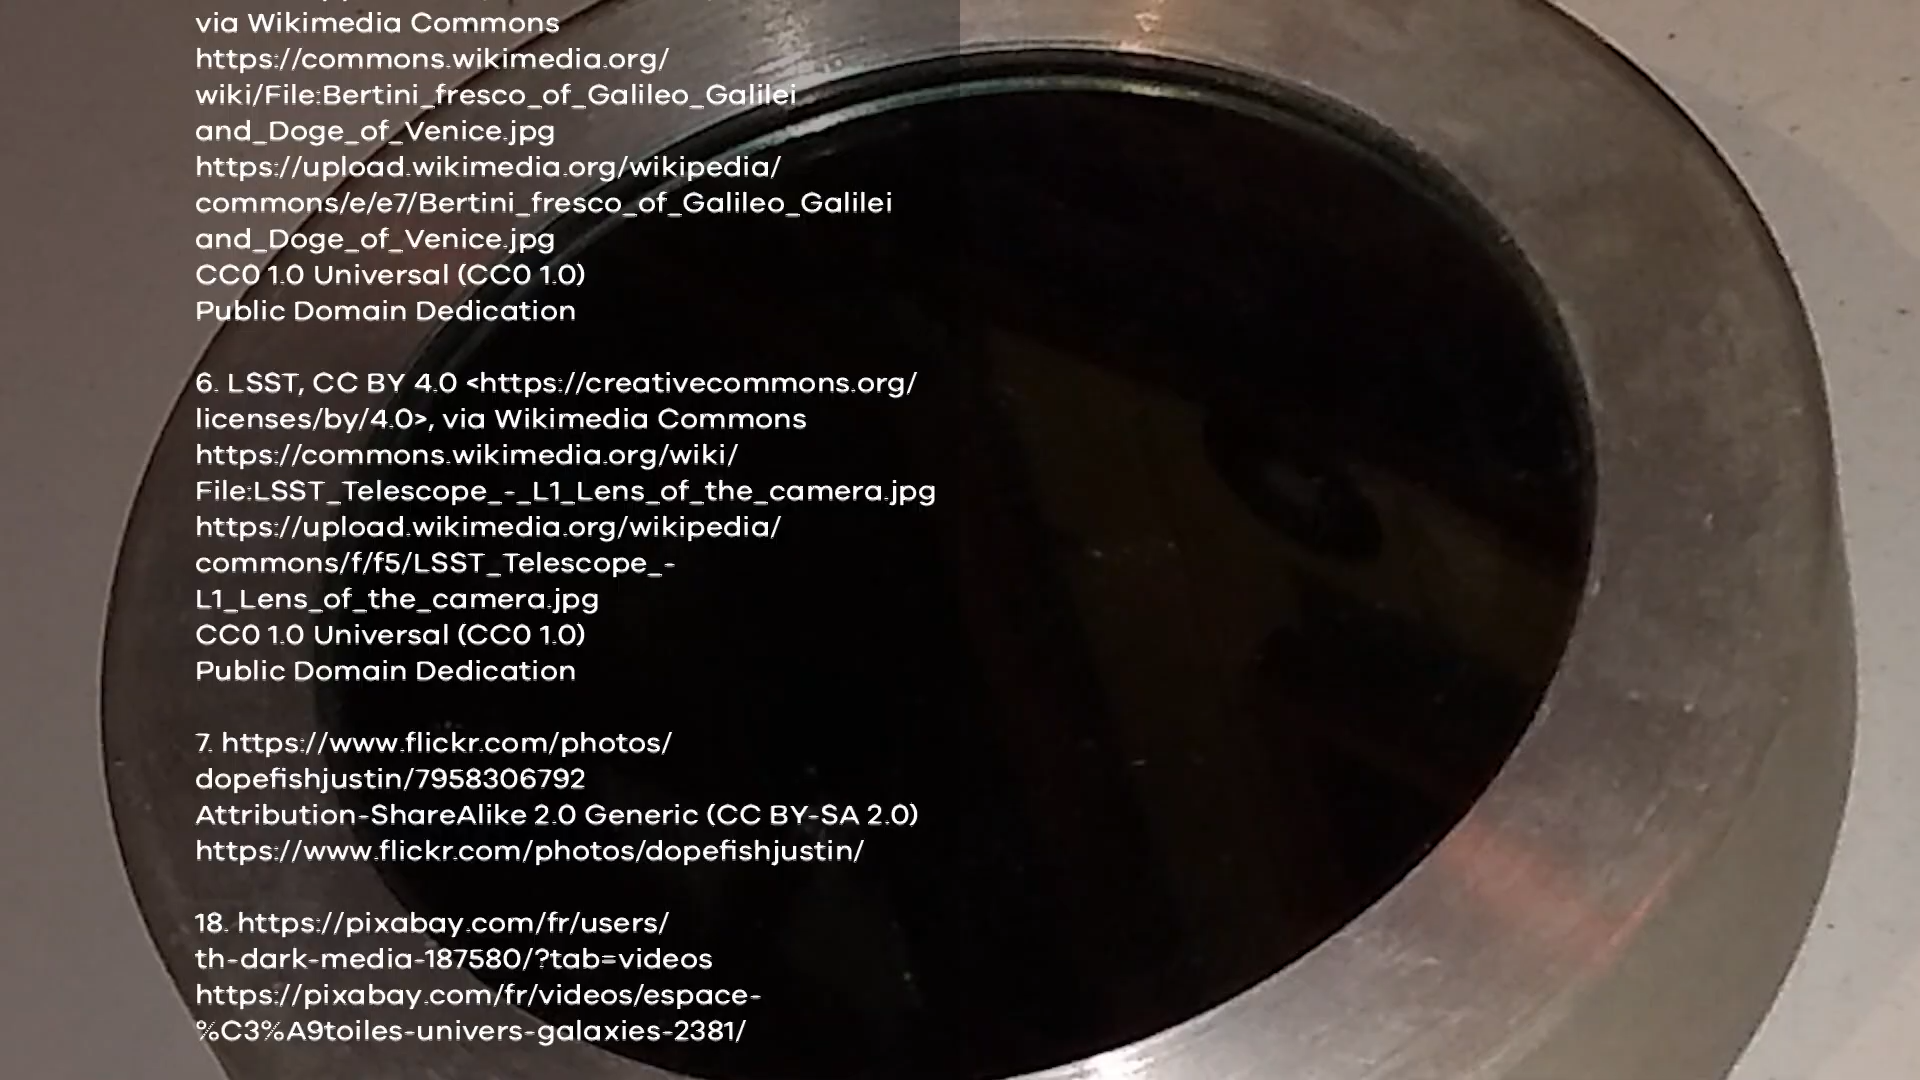 via Wikimedia Commons
https://commons.wikimedia.org/
wiki/File:Bertini_fresco_of_Galileo_Galilei
and_Doge_of_Venice.jpg
https://upload.wikimedia.org/wikipedia/
commons/e/e7/Bertini_fresco_of_Galileo_Galilei
and_Doge_of_Venice.jpg
CC0 1.0 Universal (CC0 1.0)
Public Domain Dedication
6. LSST, CC BY 4.0 <https://creativecommons.org/
licenses/by/4.0>, via Wikimedia Commons
https://commons.wikimedia.org/wiki/
File:LSST_Telescope_-_L1_Lens_of_the_camera.jpg
https://upload.wikimedia.org/wikipedia/
commons/f/f5/LSST_Telescope_-
L1_Lens_of_the_camera.jpg
CC0 1.0 Universal (CC0 1.0)
Public Domain Dedication
7. https://www.flickr.com/photos/
dopefishjustin/7958306792
Attribution-ShareAlike 2.0 Generic (CC BY-SA 2.0)
https://www.flickr.com/photos/dopefishjustin/
18. https://pixabay.com/fr/users/
th-dark-media-187580/?tab=videos
https://pixabay.com/fr/videos/espace-
%C3%A9toiles-univers-galaxies-2381/